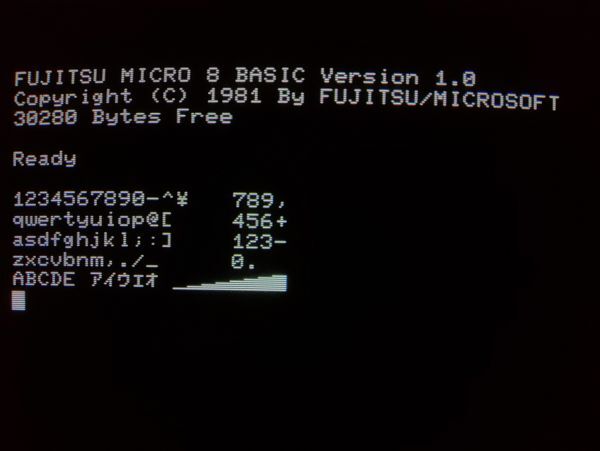 FUJITSU MICRO 8 BASIC Version 1.0
Copyright (C) 1981 By FUJITSU/MICROSOFT
30280 Bytes Free
Ready
1234567890-^¥ 789,
qwertyuiop@[ 456+
asdfghjkl;:] 123-
zxcvbnm,./_ 0.
ABCDE アイウエオ